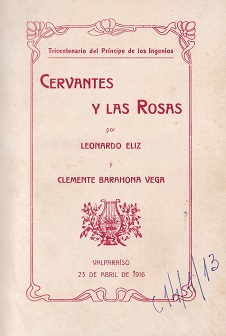 Tricentenario del Príncipe de los Ingenios
CERVANTES
Y LAS ROSAS
por
LEONARDO ELIZ
y
CLEMENTE BARAHONA VEGA
VALPARAÍSO
23 DE ABRIL DE 1916